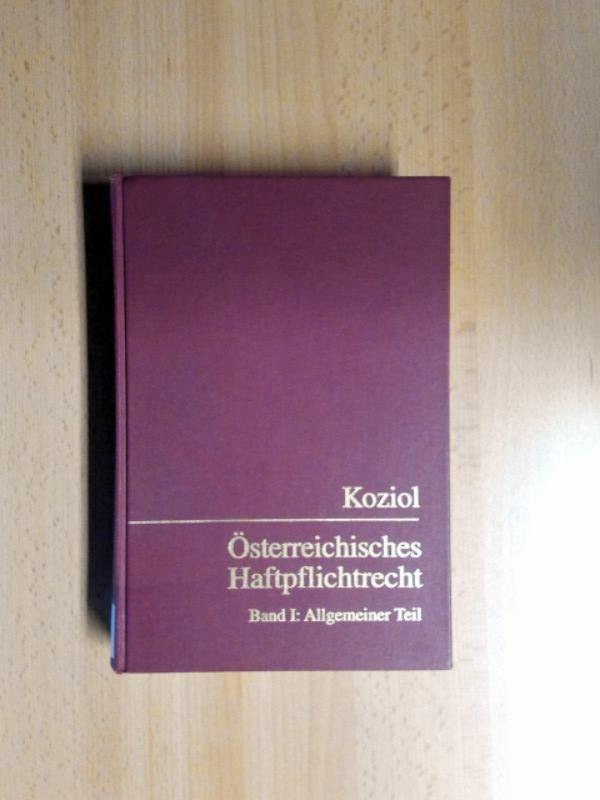 Koziol
Österreichisches
Haftpflichtrecht
Band I: Allgemeiner Teil